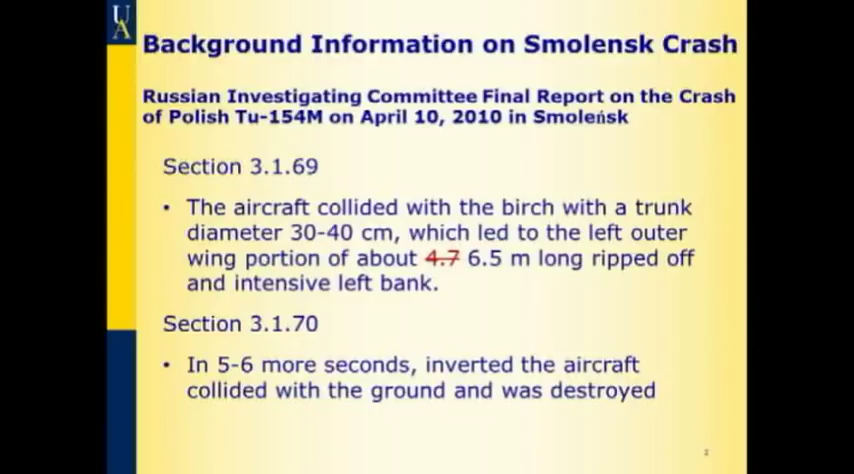 UA
Background Information on Smolensk Crash
Russian Investigating Committee Final Report on the Crash
of Polish Tu-154M on April 10, 2010 in Smoleńsk
Section 3.1.69
• The aircraft collided with the birch with a trunk
diameter 30-40 cm, which led to the left outer
wing portion of about 4.7 6.5 m long ripped off
and intensive left bank.
Section 3.1.70
• In 5-6 more seconds, inverted the aircraft
collided with the ground and was destroyed
2